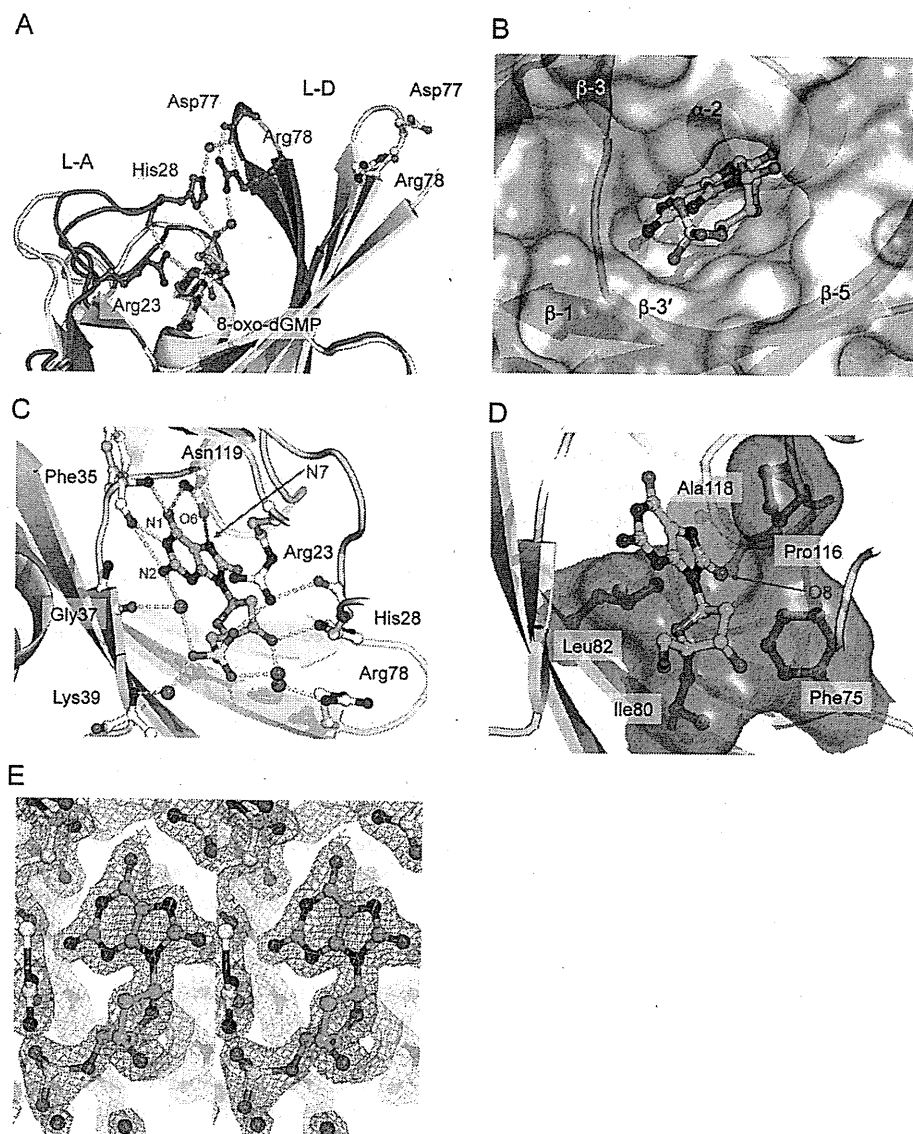 A
L-D
Asp77
Asp77
Arg78
L-A
His28
Arg78
Arg23
8-oxo-dGMP
B
β-3
α-2
β-5
β-3′
β-1
C
Asn119
N7
Phe35
N1
O6
Arg23
N2
Gly37
His28
Arg78
Lys39
D
Ala118
Pro116
O8
Leu82
Ile80
Phe75
E